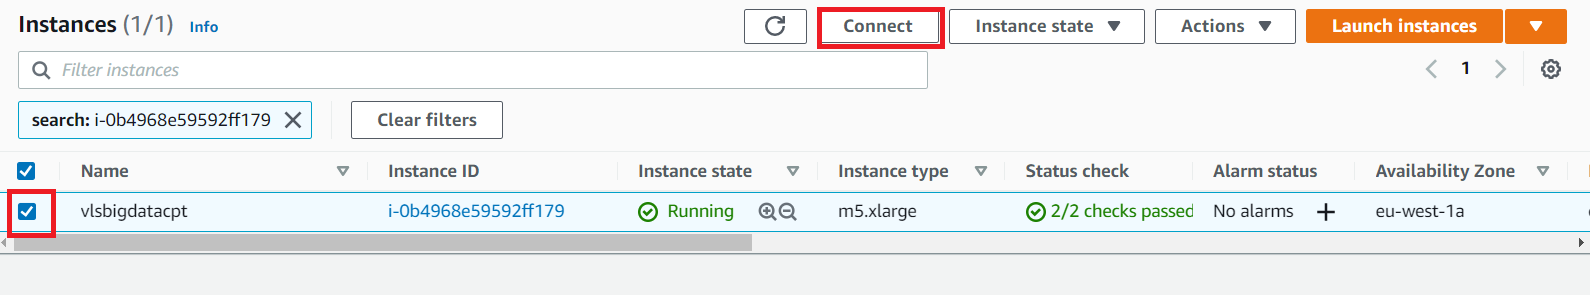 Instances (1/1) Info Connect Instance state Actions Launch instances
Filter instances 1
search: i-0b4968e59592ff179 Clear filters
Name Instance ID Instance state Instance type Status check Alarm status Availability Zone
vlsbigdatacpt i-0b4968e59592ff179 Running m5.xlarge 2/2 checks passed No alarms eu-west-1a